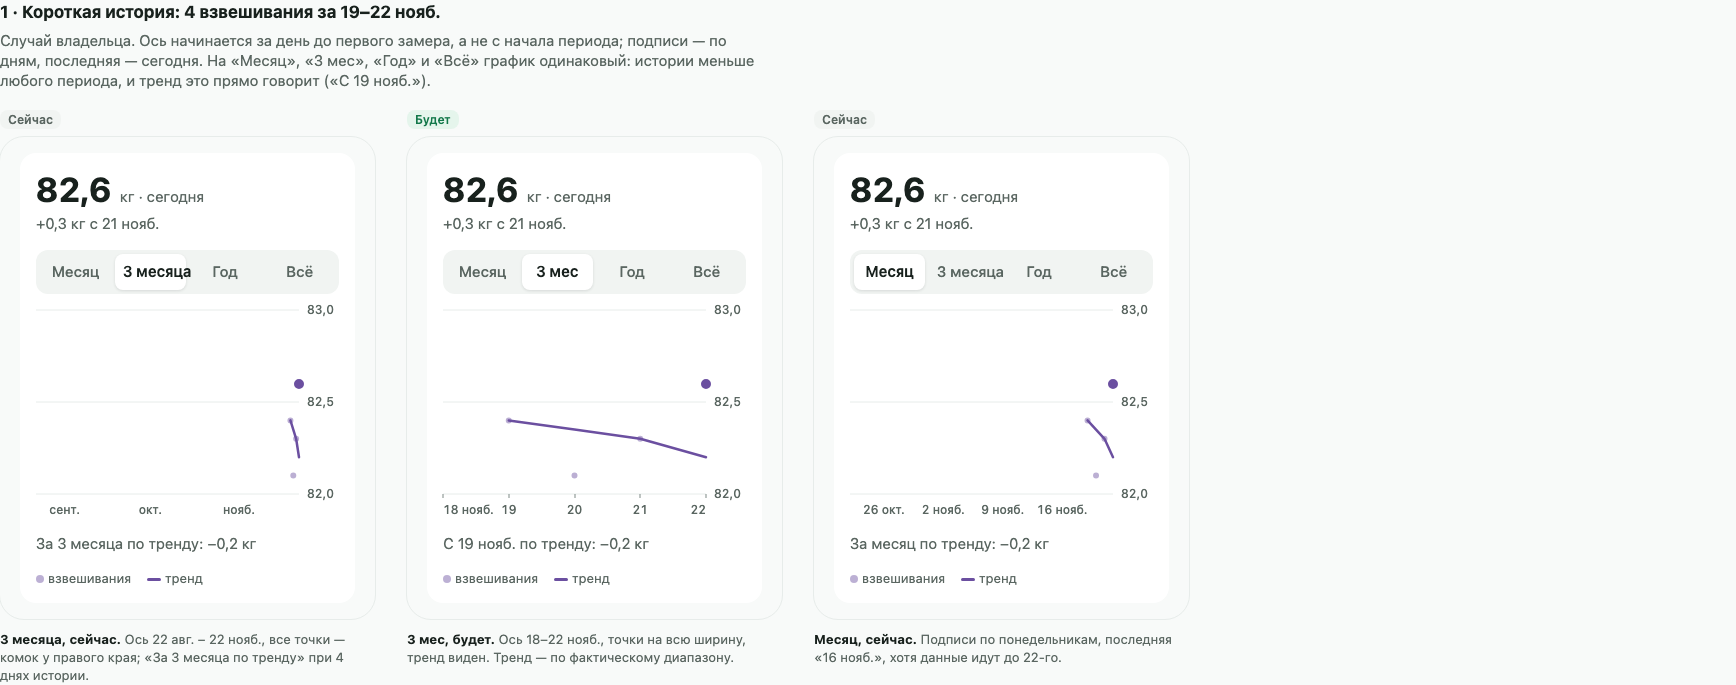 1 · Короткая история: 4 взвешивания за 19–22 нояб.
Случай владельца. Ось начинается за день до первого замера, а не с начала периода; подписи — по
дням, последняя — сегодня. На «Месяц», «3 мес», «Год» и «Всё» график одинаковый: истории меньше
любого периода, и тренд это прямо говорит («С 19 нояб.»).
Сейчас
82,6 кг · сегодня
+0,3 кг с 21 нояб.
Месяц 3 месяца Год Всё
83,0
82,5
82,0
сент. окт. нояб.
За 3 месяца по тренду: −0,2 кг
взвешивания тренд
3 месяца, сейчас. Ось 22 авг. – 22 нояб., все точки —
комок у правого края; «За 3 месяца по тренду» при 4
днях истории.
Будет
82,6 кг · сегодня
+0,3 кг с 21 нояб.
Месяц 3 мес Год Всё
83,0
82,5
82,0
18 нояб. 19 20 21 22
С 19 нояб. по тренду: −0,2 кг
взвешивания тренд
3 мес, будет. Ось 18–22 нояб., точки на всю ширину,
тренд виден. Тренд — по фактическому диапазону.
Сейчас
82,6 кг · сегодня
+0,3 кг с 21 нояб.
Месяц 3 месяца Год Всё
83,0
82,5
82,0
26 окт. 2 нояб. 9 нояб. 16 нояб.
За месяц по тренду: −0,2 кг
взвешивания тренд
Месяц, сейчас. Подписи по понедельникам, последняя
«16 нояб.», хотя данные идут до 22-го.